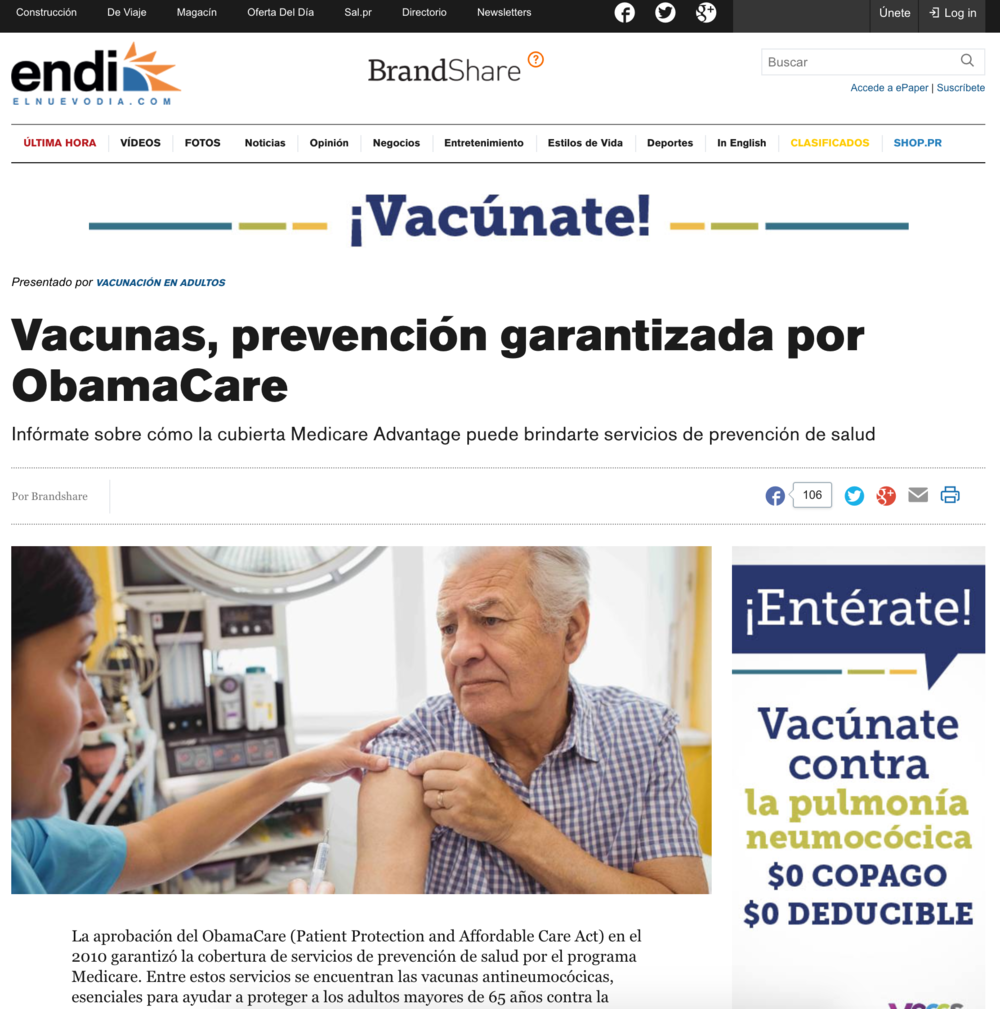 Construcción De Viaje Magacín Oferta Del Día Sal.pr Directorio Newsletters Únete Log in
endi
ELNUEVODIA.COM
BrandShare ?
Buscar
Accede a ePaper | Suscríbete
ÚLTIMA HORA VÍDEOS FOTOS Noticias Opinión Negocios Entretenimiento Estilos de Vida Deportes In English CLASIFICADOS SHOP.PR
¡Vacúnate!
Presentado por VACUNACIÓN EN ADULTOS
Vacunas, prevención garantizada por
ObamaCare
Infórmate sobre cómo la cubierta Medicare Advantage puede brindarte servicios de prevención de salud
Por Brandshare
106
¡Entérate!
Vacúnate
contra
la pulmonía
neumocócica
$0 COPAGO
$0 DEDUCIBLE
La aprobación del ObamaCare (Patient Protection and Affordable Care Act) en el
2010 garantizó la cobertura de servicios de prevención de salud por el programa
Medicare. Entre estos servicios se encuentran las vacunas antineumocócicas,
esenciales para ayudar a proteger a los adultos mayores de 65 años contra la